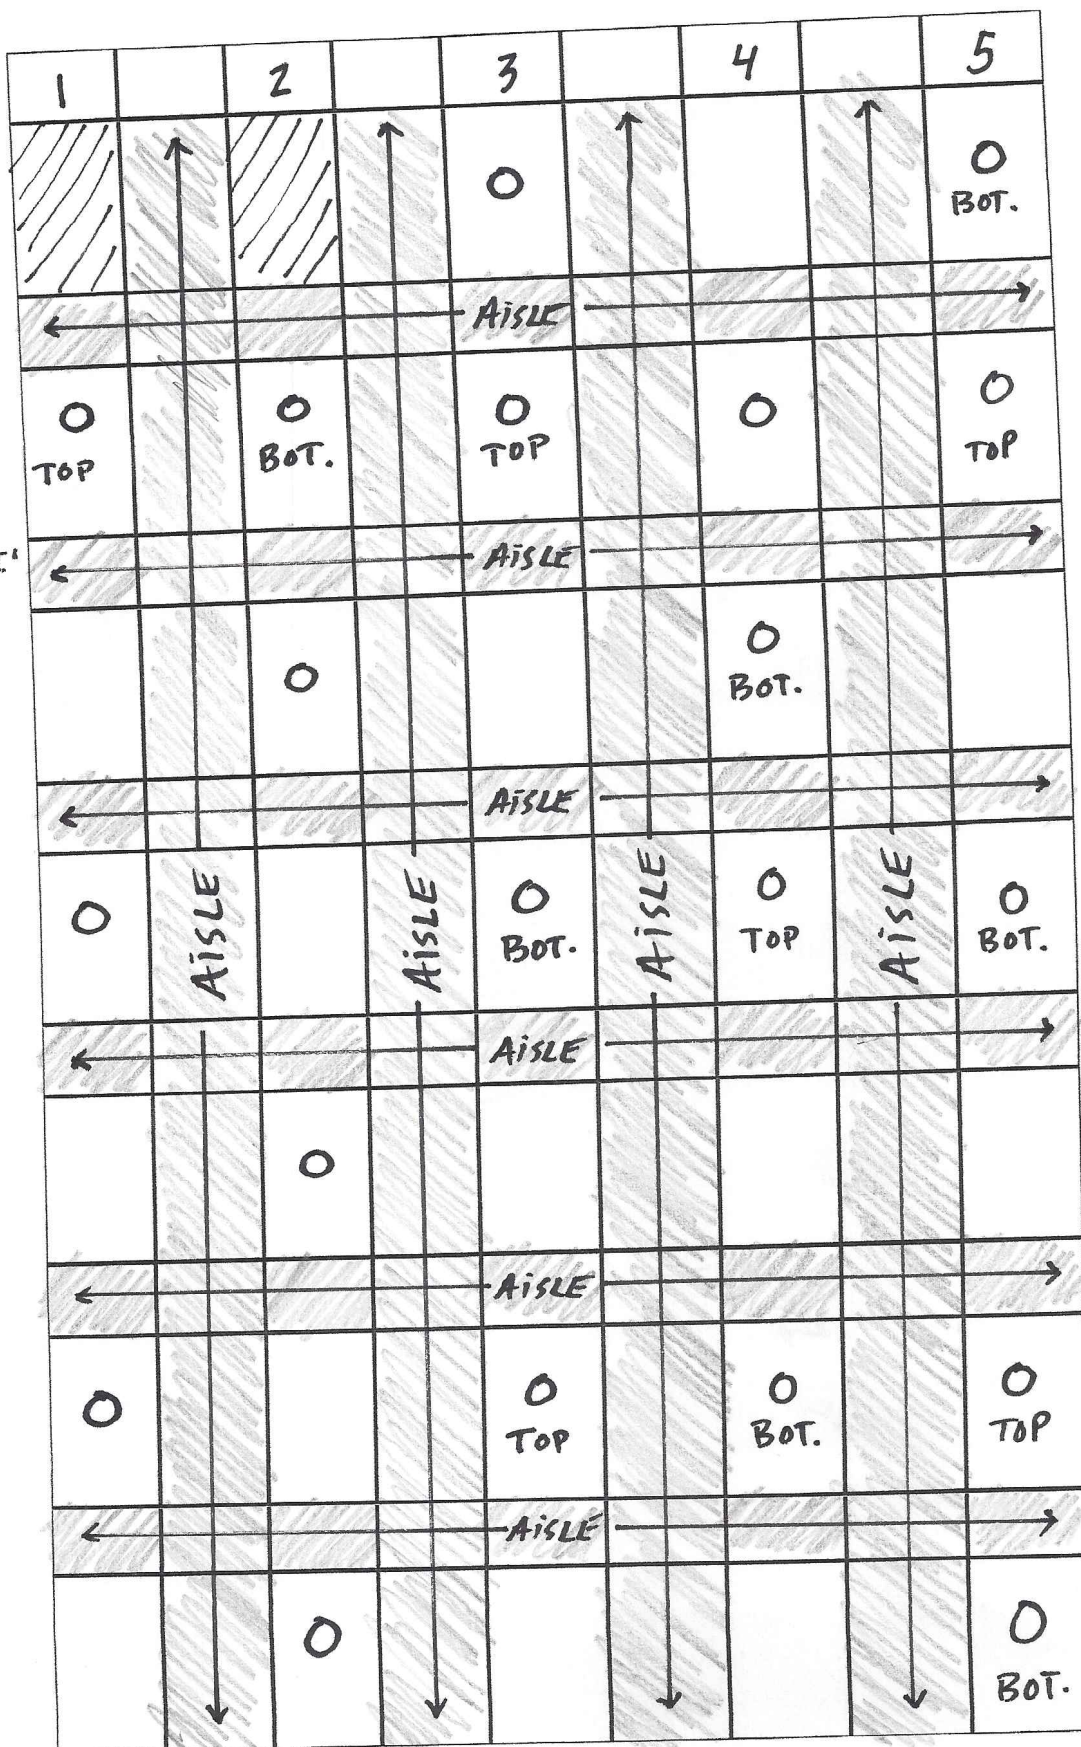 1 2 3 4 5
O O
BOT.
AiSLE
O O O O O
TOP BOT. TOP TOP
AiSLE
O O
BOT.
AiSLE
O O O O
BOT. TOP BOT.
AiSLE AiSLE AiSLE AiSLE
AiSLE
O
AiSLE
O O O O
TOP BOT. TOP
AiSLE
O O
BOT.